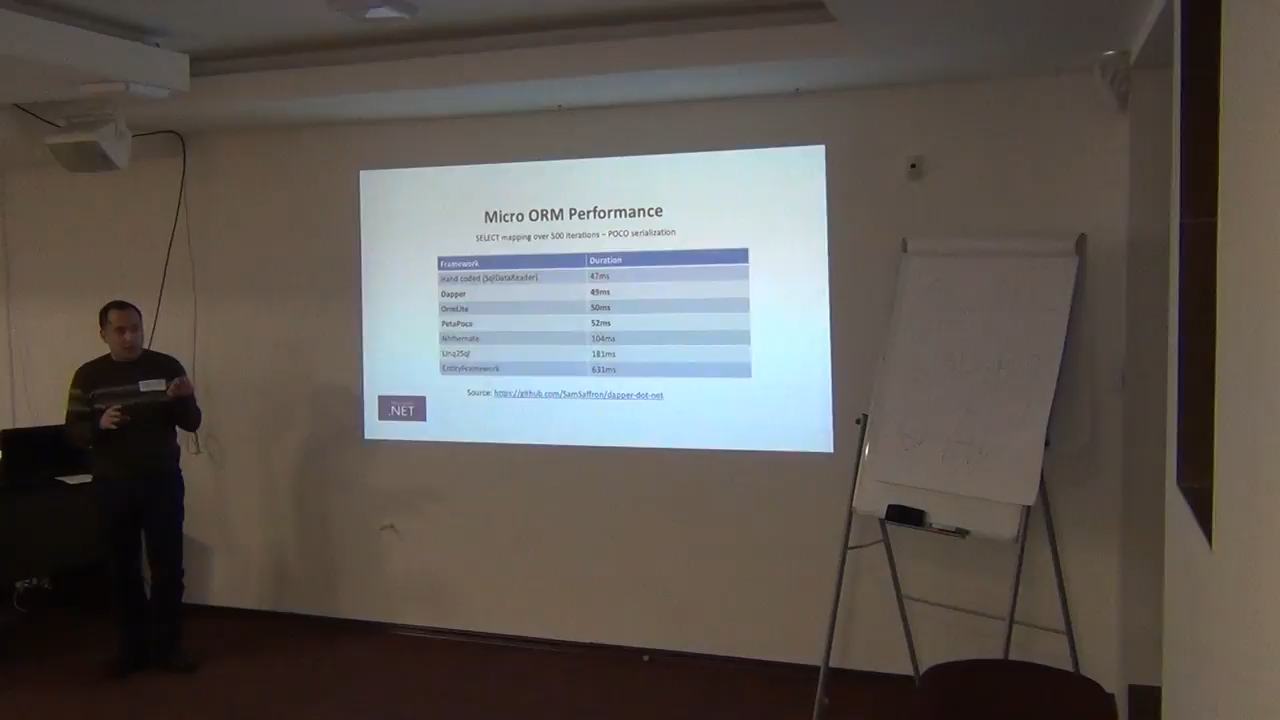 Micro ORM Performance
SELECT mapping over 500 iterations – POCO serialization
Framework Duration
Hand coded (SqlDataReader) 47ms
Dapper 49ms
OrmLite 50ms
PetaPoco 52ms
NHibernate 104ms
Linq2Sql 181ms
EntityFramework 631ms
Source: https://github.com/SamSaffron/dapper-dot-net
.NET